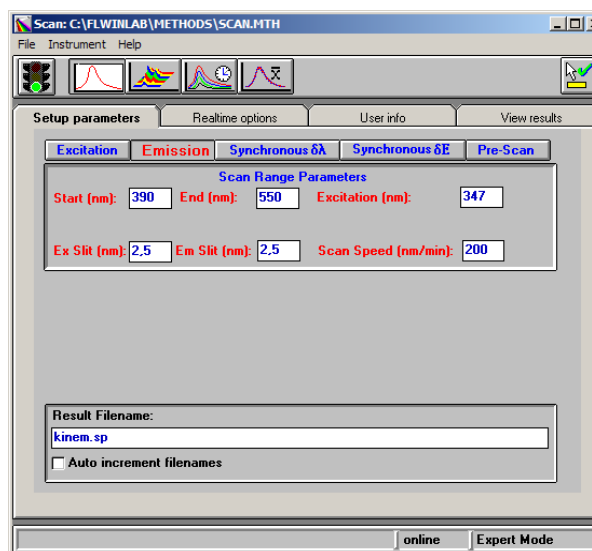 Scan: C:\FLWINLAB\METHODS\SCAN.MTH
File Instrument Help
Setup parameters Realtime options User info View results
Excitation Emission Synchronous δλ Synchronous δE Pre-Scan
Scan Range Parameters
Start (nm): 390 End (nm): 550 Excitation (nm): 347
Ex Slit (nm): 2,5 Em Slit (nm): 2,5 Scan Speed (nm/min): 200
Result Filename:
kinem.sp
Auto increment filenames
online Expert Mode